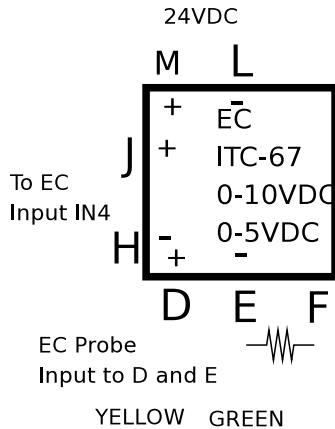 24VDC
M L
+ -
EC
J +
ITC-67
To EC
0-10VDC
Input IN4
0-5VDC
H -
+ -
D E F
EC Probe
Input to D and E
YELLOW GREEN